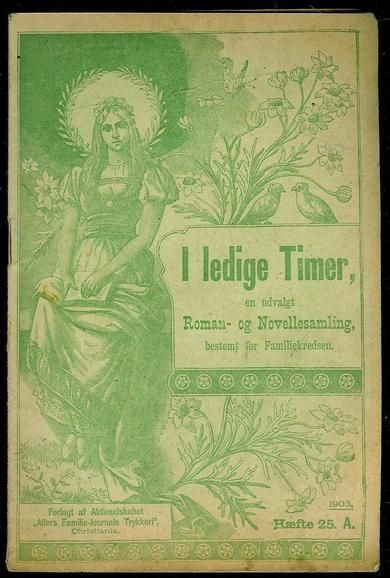 I ledige Timer,
en udvalgt
Roman- og Novellesamling,
bestemt for Familjekredsen.
Forlagt af Aktieselskabet
„Allers Familie-Journals Trykkeri",
Christiania.
1903.
Hæfte 25. A.